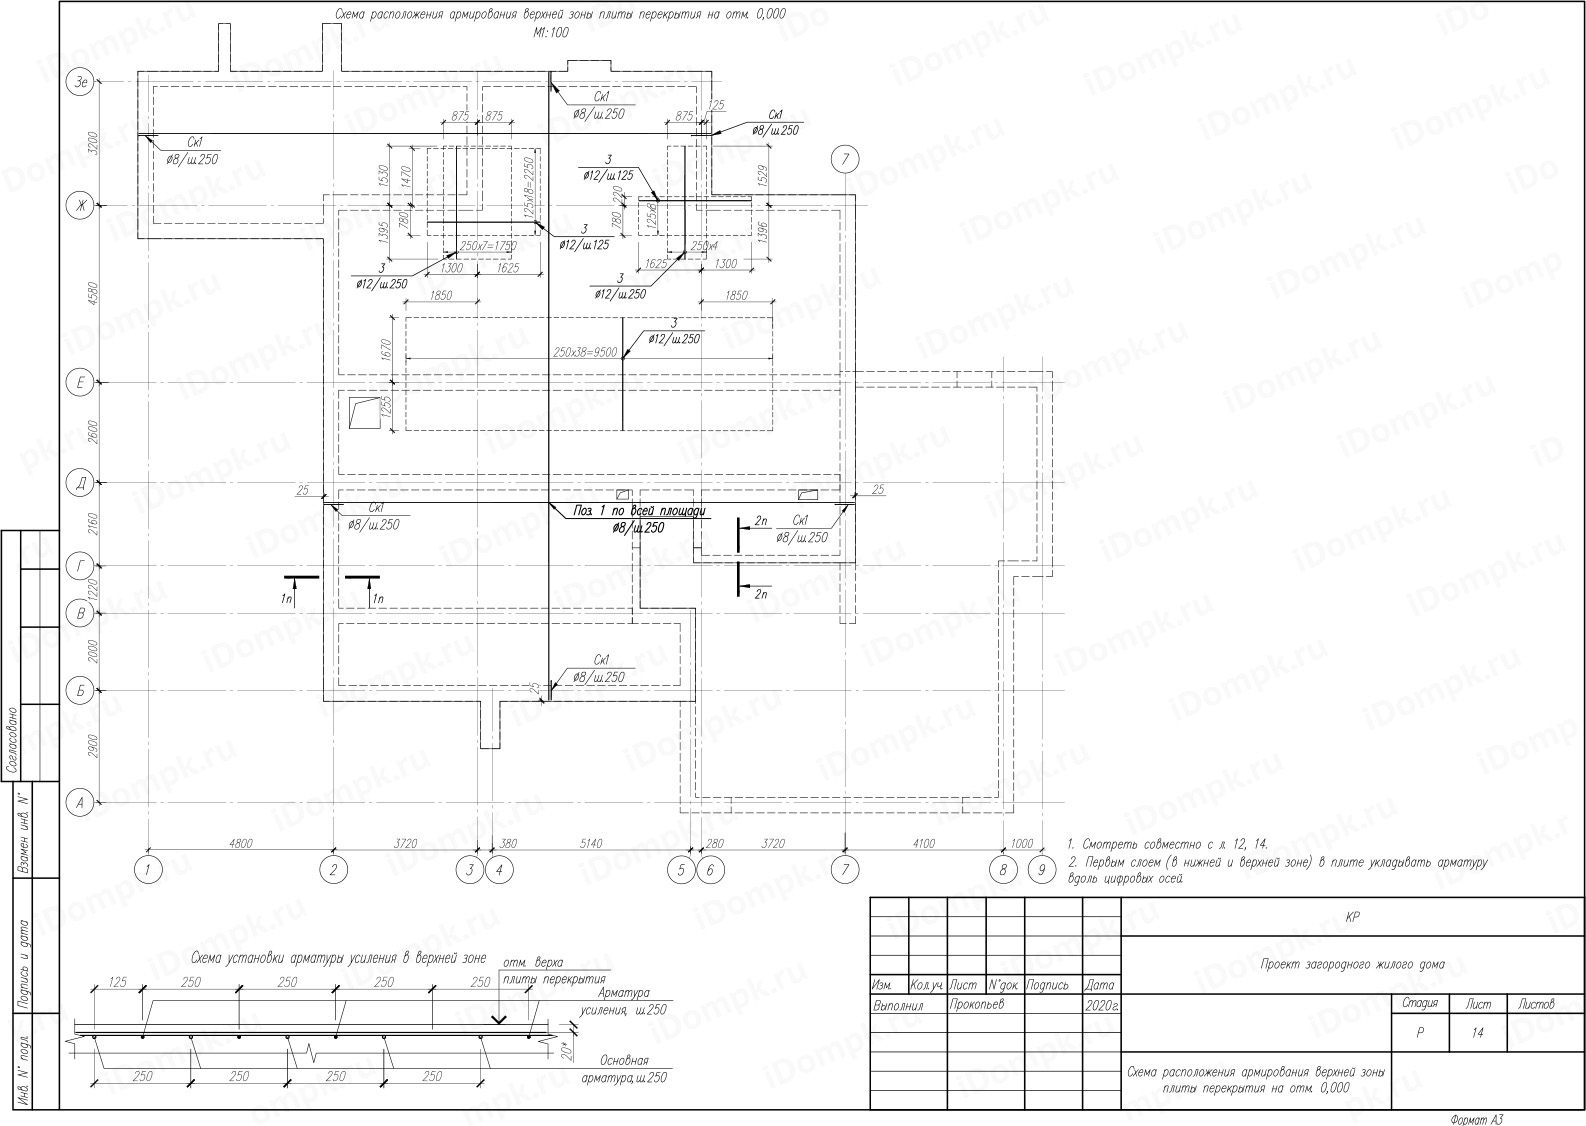 Схема расположения армирования верхней зоны плиты перекрытия на отм. 0,000
М1:100
Зе
Ж
Е
Д
Г
В
Б
А
3200
4580
2600
2160
1220
2000
2900
Ск1
Ø8/ш.250
Ск1
Ø8/ш.250
Ск1
Ø8/ш.250
7
875
875
875
125
1530
1470
1395
780
125х18=2250
3
Ø12/ш.125
250х7=1750
3
Ø12/ш.250
1300
1625
3
Ø12/ш.125
220
780
125х8
1529
1396
250х4
1625
1300
3
Ø12/ш.250
1850
1850
3
Ø12/ш.250
250х38=9500
1670
1255
25
25
Ск1
Ø8/ш.250
Поз. 1 по всей площади
Ø8/ш.250
2п
Ск1
Ø8/ш.250
2п
1п
1п
Ск1
Ø8/ш.250
25
4800
3720
380
5140
280
3720
4100
1000
1
2
3
4
5
6
7
8
9
1. Смотреть совместно с л. 12, 14.
2. Первым слоем (в нижней и верхней зоне) в плите укладывать арматуру
вдоль цифровых осей.
Схема установки арматуры усиления в верхней зоне
отм. верха
плиты перекрытия
125
250
250
250
250
Арматура
усиления, ш.250
20*
Основная
арматура, ш.250
250
250
250
250
Согласовано
Взамен инв. N°
Подпись и дата
Инв. N° подл.
КР
Проект загородного жилого дома
Изм.
Кол.уч.
Лист
N°док.
Подпись
Дата
Выполнил
Прокопьев
2020г.
Стадия
Лист
Листов
Р
14
Схема расположения армирования верхней зоны
плиты перекрытия на отм. 0,000
Формат А3
iDompk.ru